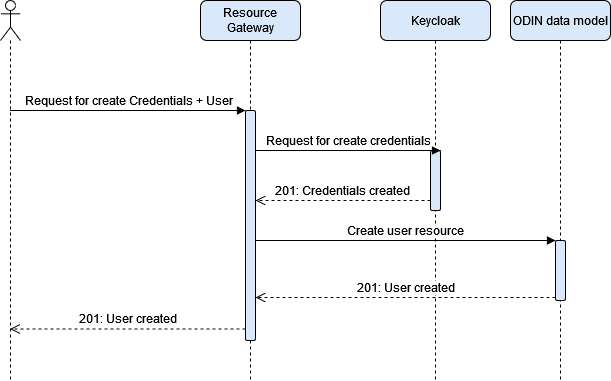 Resource
Gateway
Keycloak
ODIN data model
Request for create Credentials + User
Request for create credentials
201: Credentials created
Create user resource
201: User created
201: User created